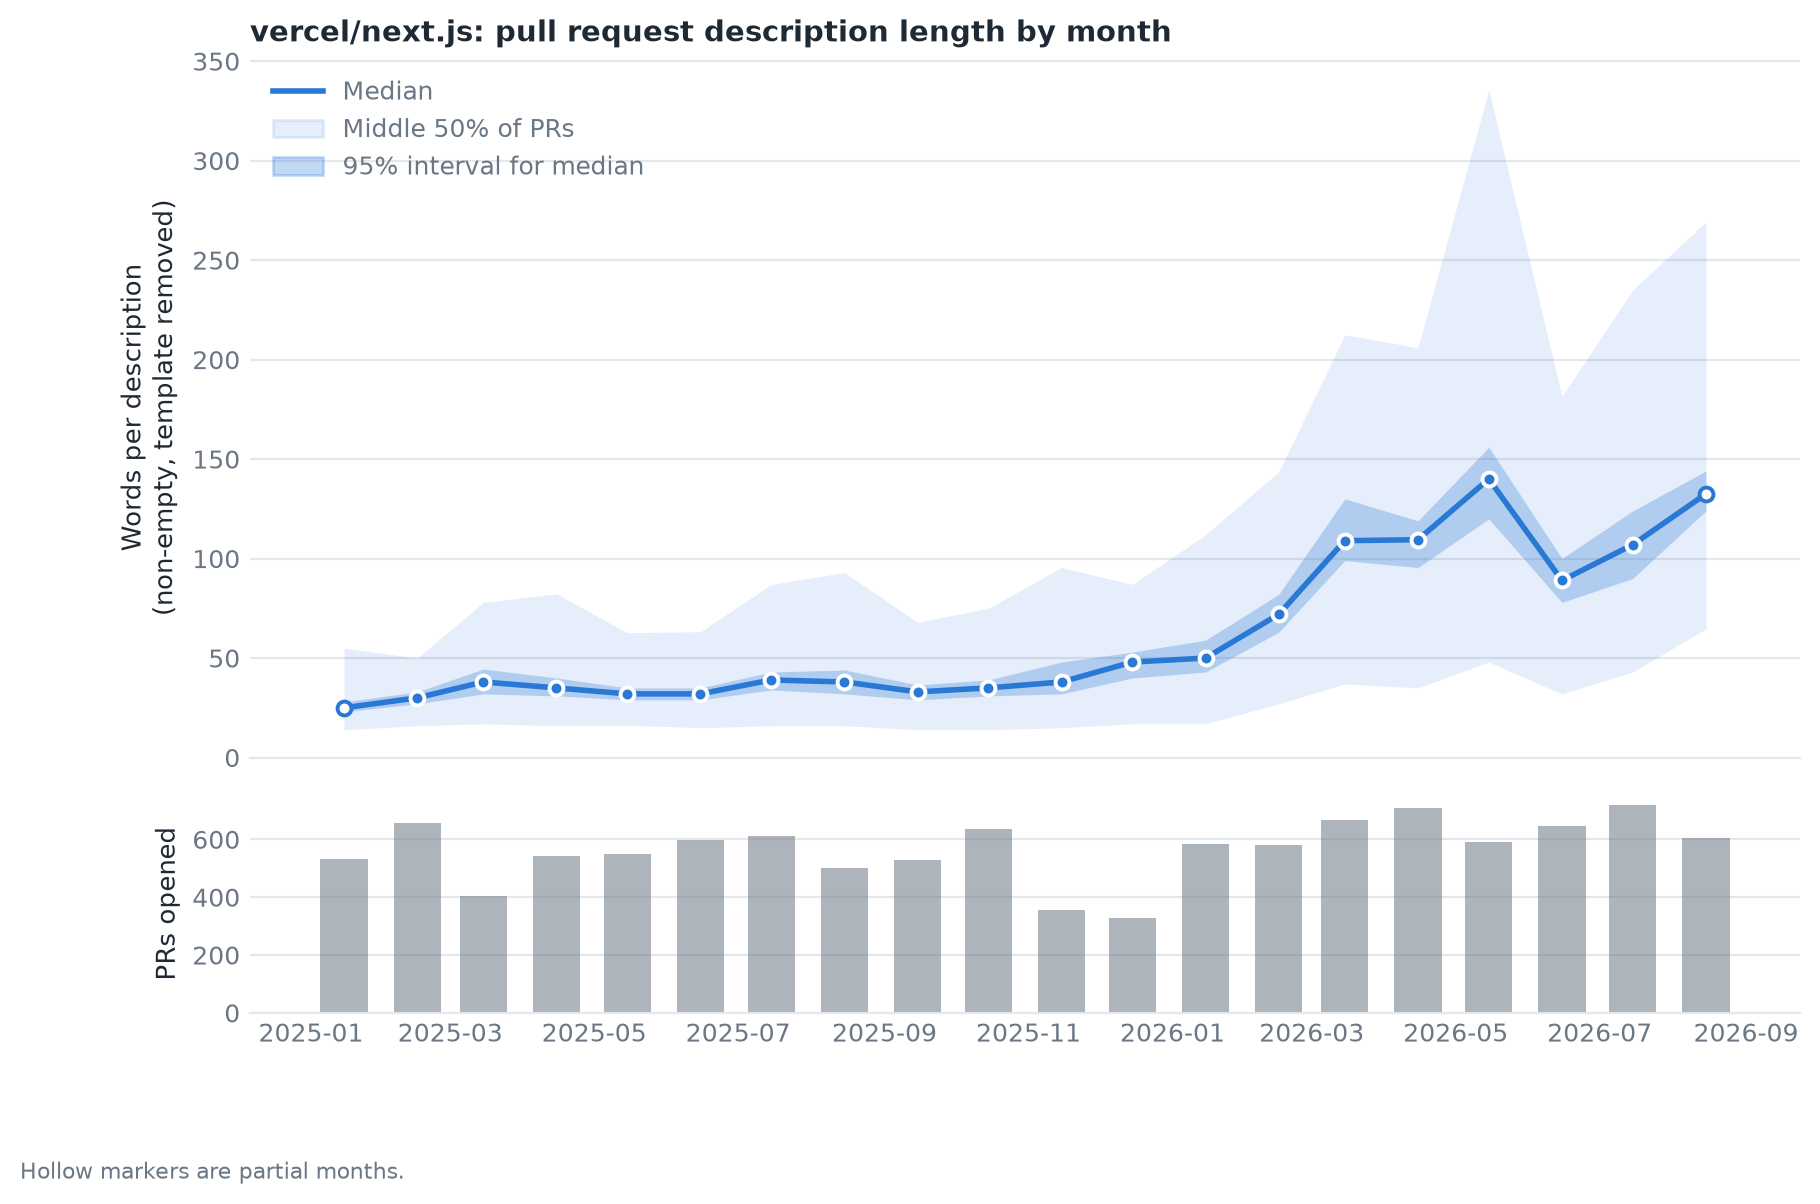 vercel/next.js: pull request description length by month
350
300
250
200
150
100
50
0
Words per description
(non-empty, template removed)
Median
Middle 50% of PRs
95% interval for median
PRs opened
600
400
200
0
2025-01
2025-03
2025-05
2025-07
2025-09
2025-11
2026-01
2026-03
2026-05
2026-07
2026-09
Hollow markers are partial months.